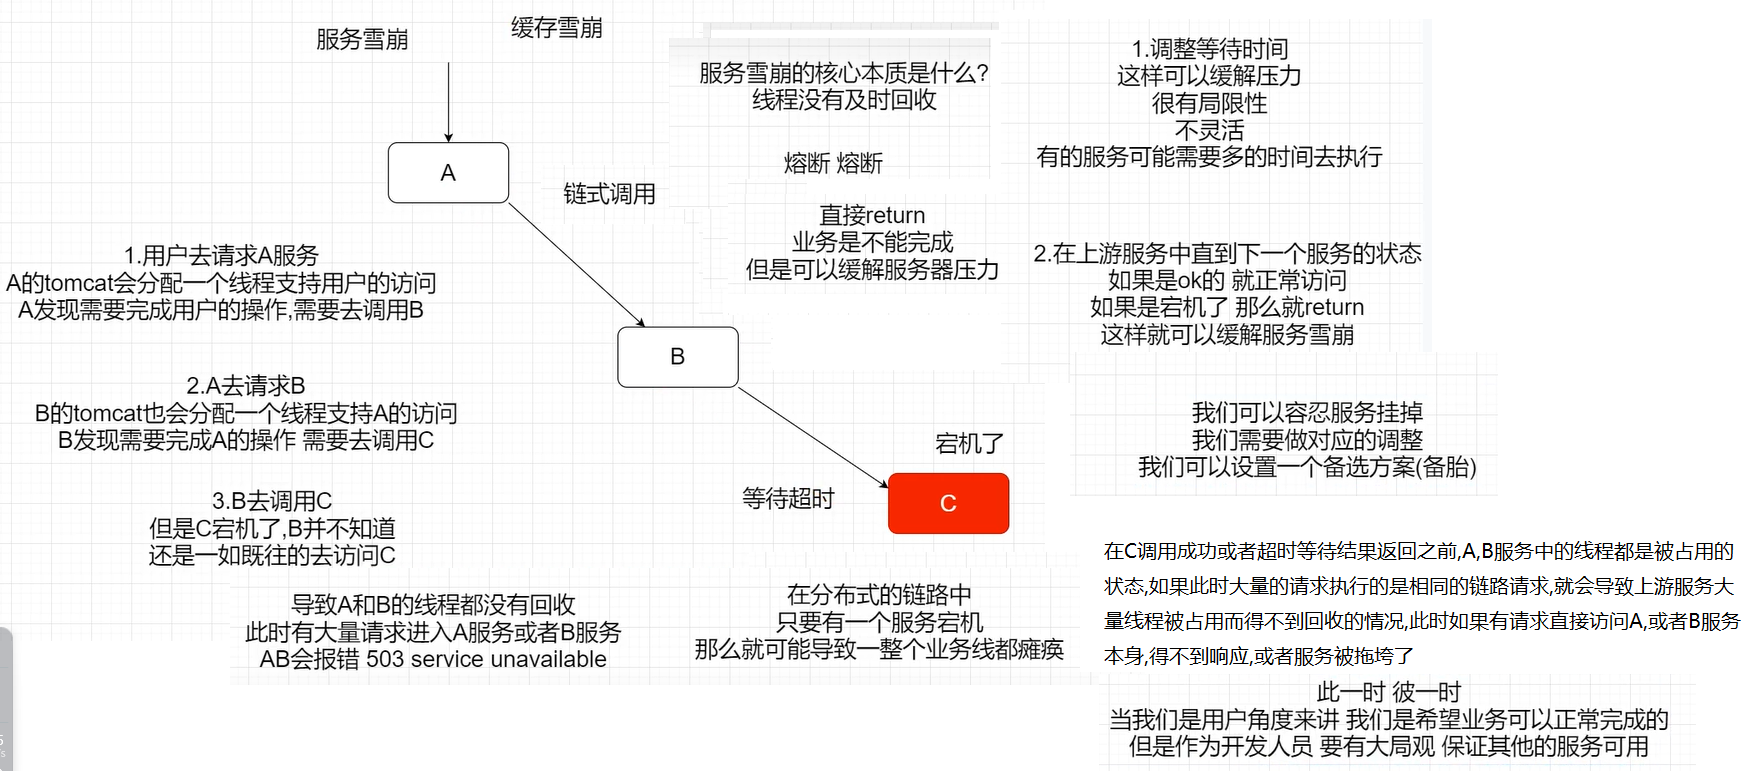 服务雪崩
缓存雪崩
A
链式调用
B
宕机了
等待超时
C
1.用户去请求A服务
A的tomcat会分配一个线程支持用户的访问
A发现需要完成用户的操作,需要去调用B
2.A去请求B
B的tomcat也会分配一个线程支持A的访问
B发现需要完成A的操作 需要去调用C
3.B去调用C
但是C宕机了,B并不知道
还是一如既往的去访问C
导致A和B的线程都没有回收
此时有大量请求进入A服务或者B服务
AB会报错 503 service unavailable
服务雪崩的核心本质是什么?
线程没有及时回收
熔断 熔断
直接return
业务是不能完成
但是可以缓解服务器压力
在分布式的链路中
只要有一个服务宕机
那么就可能导致一整个业务线都瘫痪
1.调整等待时间
这样可以缓解压力
很有局限性
不灵活
有的服务可能需要多的时间去执行
2.在上游服务中直到下一个服务的状态
如果是ok的 就正常访问
如果是宕机了 那么就return
这样就可以缓解服务雪崩
我们可以容忍服务挂掉
我们需要做对应的调整
我们可以设置一个备选方案(备胎)
在C调用成功或者超时等待结果返回之前,A,B服务中的线程都是被占用的
状态,如果此时大量的请求执行的是相同的链路请求,就会导致上游服务大
量线程被占用而得不到回收的情况,此时如果有请求直接访问A,或者B服务
本身,得不到响应,或者服务被拖垮了
此一时 彼一时
当我们是用户角度来讲 我们是希望业务可以正常完成的
但是作为开发人员 要有大局观 保证其他的服务可用